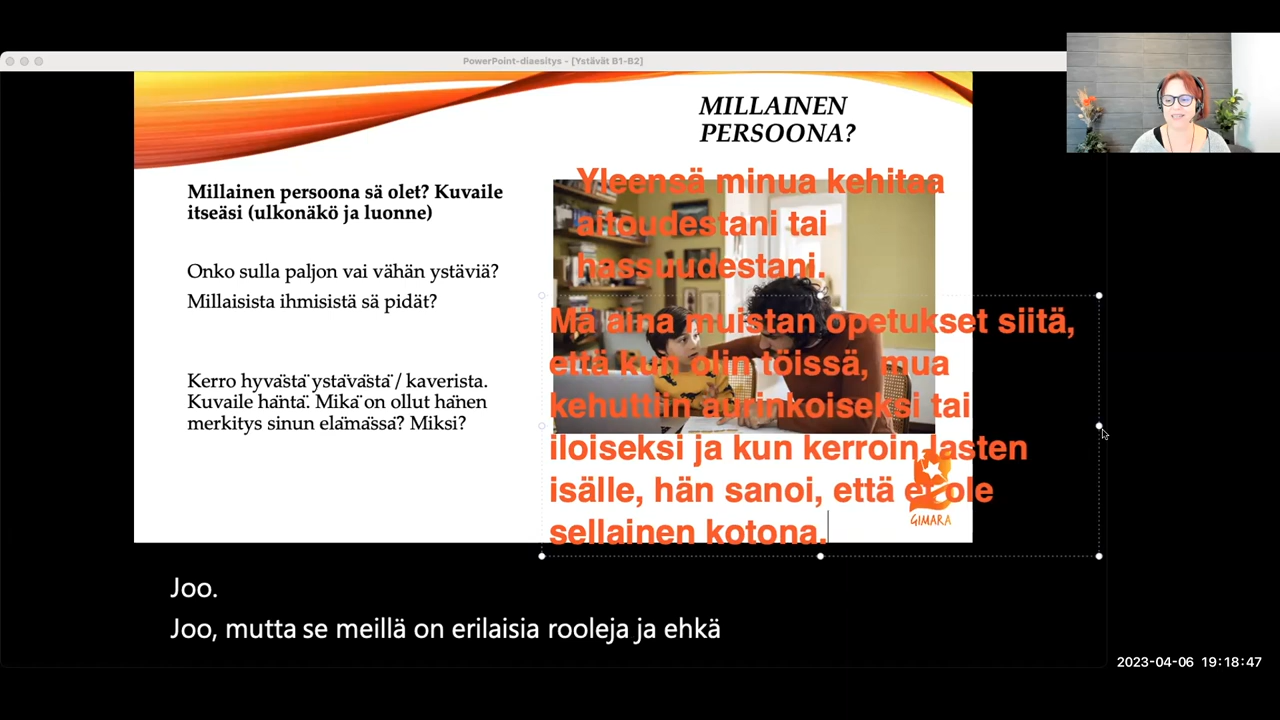 PowerPoint-diaesitys - [Ystävät B1-B2]
MILLAINEN
PERSOONA?
Millainen persoona sä olet? Kuvaile
itseäsi (ulkonäkö ja luonne)
Onko sulla paljon vai vähän ystäviä?
Millaisista ihmisistä sä pidät?
Kerro hyvästä ystävästä / kaverista.
Kuvaile häntä. Mikä on ollut hänen
merkitys sinun elämässä? Miksi?
Yleensä minua kehitaa
aitoudestani tai
hassuudestani.
Mä aina muistan opetukset siitä,
että kun olin töissä, mua
kehuttiin aurinkoiseksi tai
iloiseksi ja kun kerroin lasten
isälle, hän sanoi, että et ole
sellainen kotona.
GIMARA
Joo.
Joo, mutta se meillä on erilaisia rooleja ja ehkä
2023-04-06 19:18:47